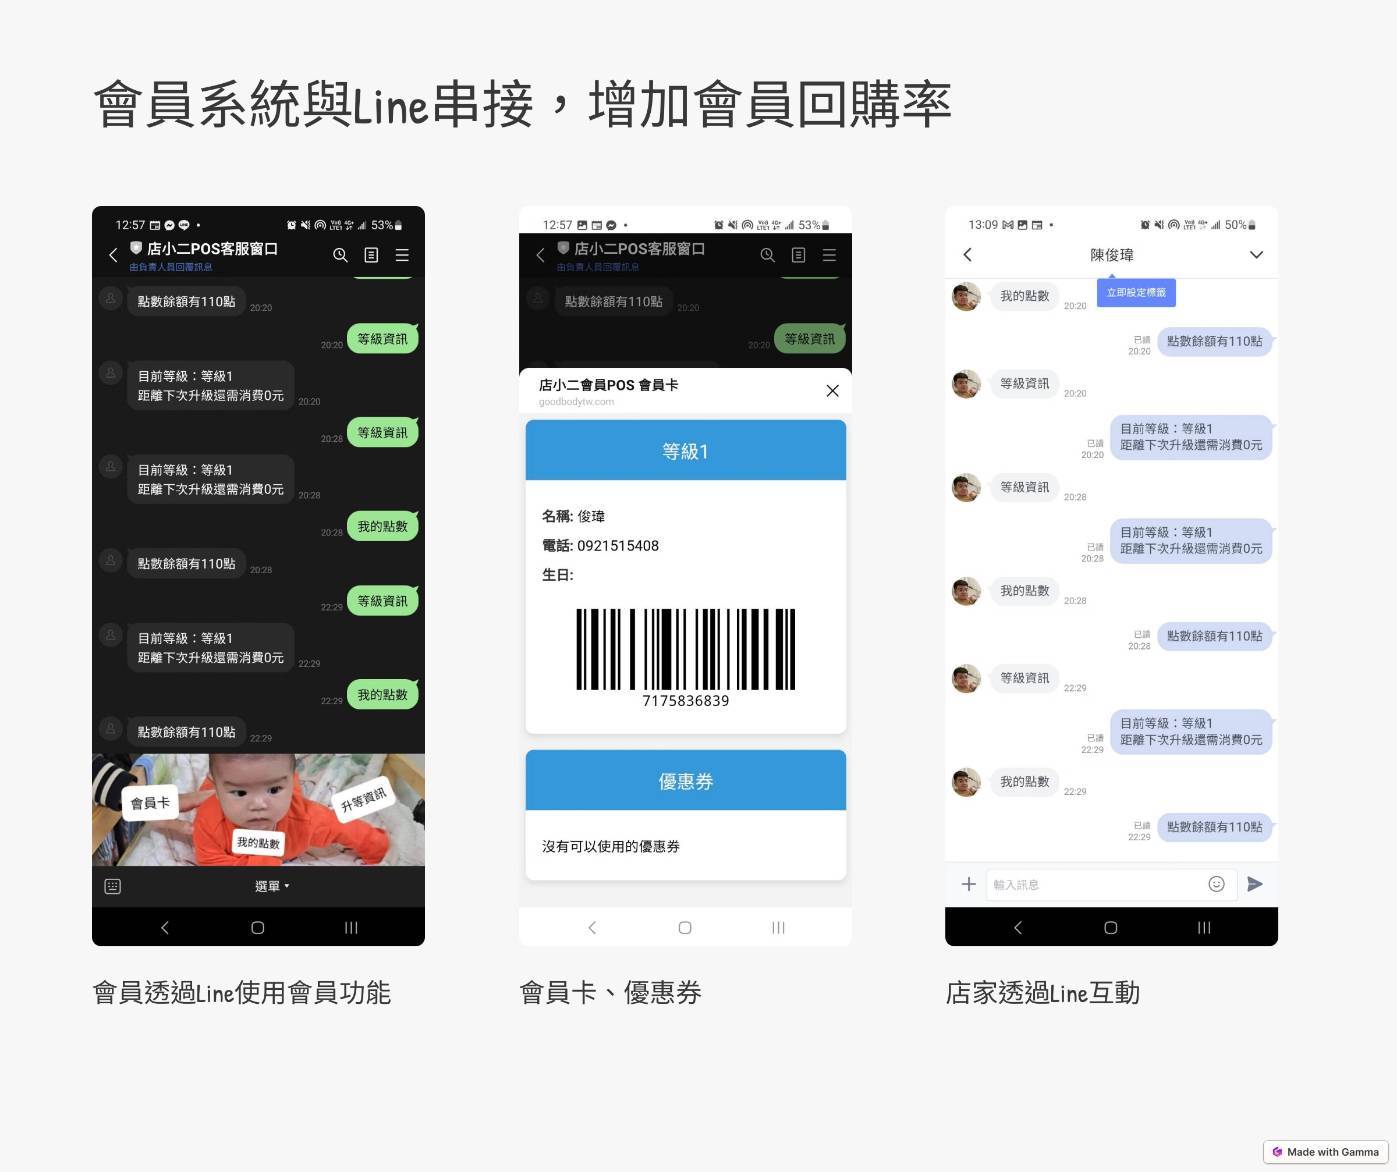 會員系統與Line串接，增加會員回購率
12:57
53%
店小二POS客服窗口
由負責人員回覆訊息
點數餘額有110點
20:20
等級資訊
20:20
目前等級：等級1
距離下次升級還需消費0元
20:20
等級資訊
20:28
目前等級：等級1
距離下次升級還需消費0元
20:28
我的點數
20:28
點數餘額有110點
20:28
等級資訊
22:29
目前等級：等級1
距離下次升級還需消費0元
22:29
我的點數
22:29
點數餘額有110點
22:29
會員卡
我的點數
升等資訊
選單
會員透過Line使用會員功能
12:57
53%
店小二POS客服窗口
由負責人員回覆訊息
點數餘額有110點
20:20
等級資訊
20:20
店小二會員POS 會員卡
goodbodytw.com
等級1
名稱: 俊瑋
電話: 0921515408
生日:
7175836839
優惠券
沒有可以使用的優惠券
會員卡、優惠券
13:09
50%
陳俊瑋
立即設定標籤
我的點數
20:20
點數餘額有110點
已讀
20:20
等級資訊
20:20
目前等級：等級1
距離下次升級還需消費0元
已讀
20:20
等級資訊
20:28
目前等級：等級1
距離下次升級還需消費0元
已讀
20:28
我的點數
20:28
點數餘額有110點
已讀
20:28
等級資訊
22:29
目前等級：等級1
距離下次升級還需消費0元
已讀
22:29
我的點數
22:29
點數餘額有110點
已讀
22:29
輸入訊息
店家透過Line互動
Made with Gamma